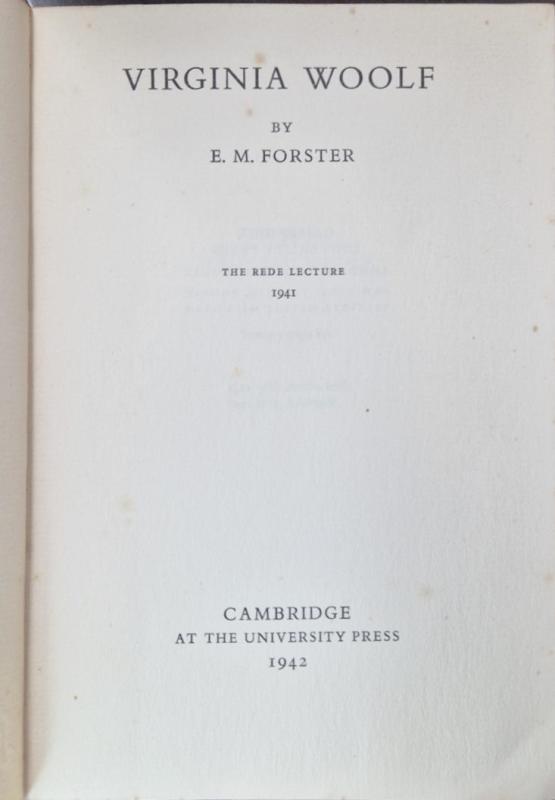 VIRGINIA WOOLF
BY
E. M. FORSTER
THE REDE LECTURE
1941
CAMBRIDGE
AT THE UNIVERSITY PRESS
1942